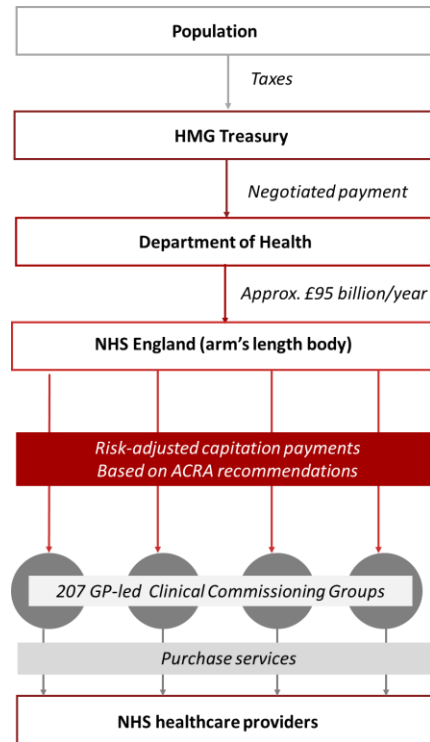 Population
Taxes
HMG Treasury
Negotiated payment
Department of Health
Approx. £95 billion/year
NHS England (arm's length body)
Risk-adjusted capitation payments
Based on ACRA recommendations
207 GP-led  Clinical Commissioning Groups
Purchase services
NHS healthcare providers